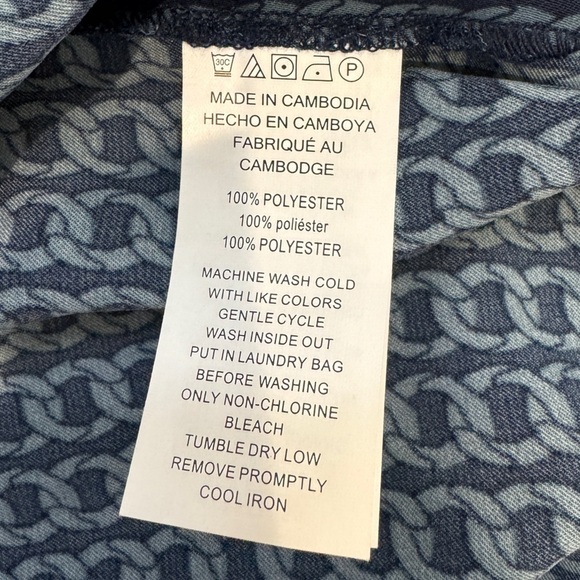 30C P
MADE IN CAMBODIA
HECHO EN CAMBOYA
FABRIQUÉ AU
CAMBODGE
100% POLYESTER
100% poliéster
100% POLYESTER
MACHINE WASH COLD
WITH LIKE COLORS
GENTLE CYCLE
WASH INSIDE OUT
PUT IN LAUNDRY BAG
BEFORE WASHING
ONLY NON-CHLORINE
BLEACH
TUMBLE DRY LOW
REMOVE PROMPTLY
COOL IRON